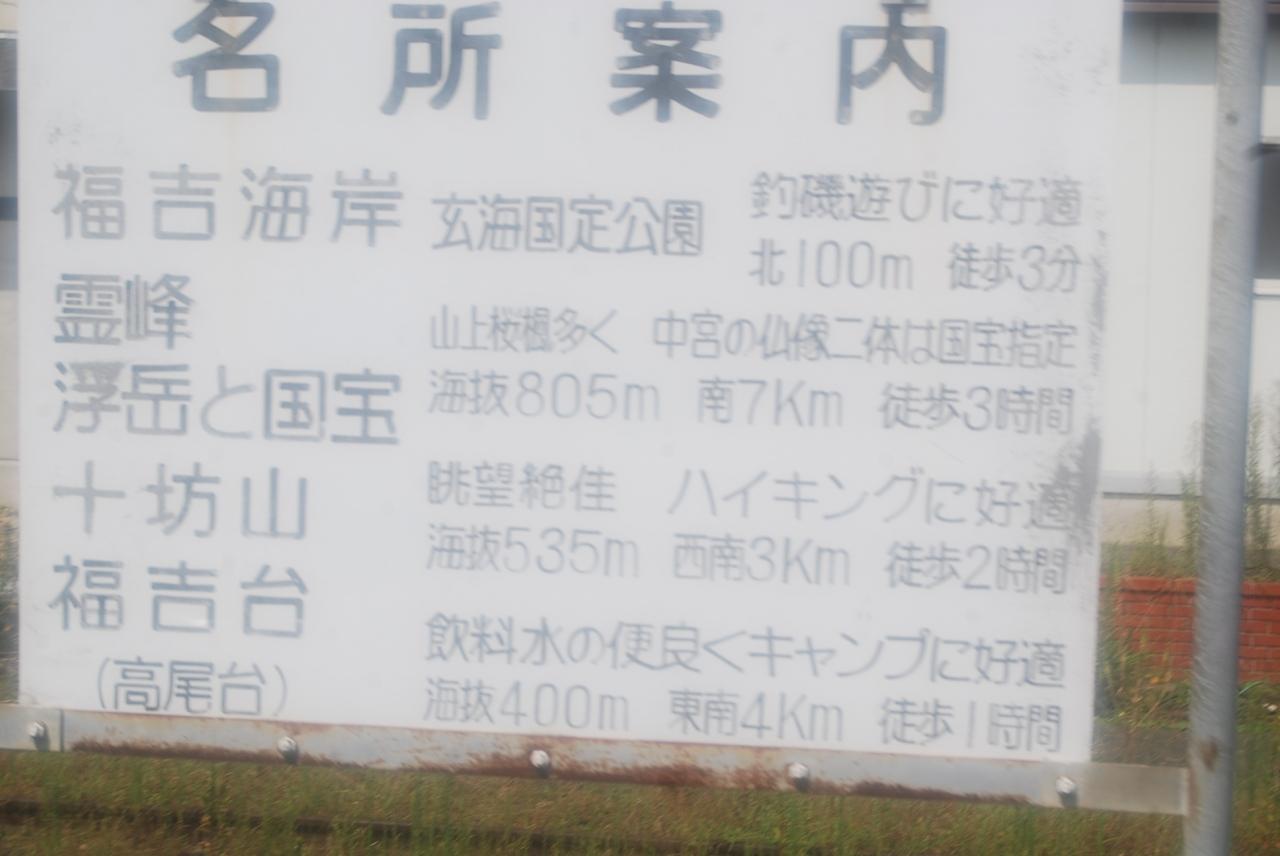 名所案内
福吉海岸 玄海国定公園 釣磯遊びに好適
北100m 徒歩3分
霊峰
山上桜楓多く 中宮の仏像二体は国宝指定
浮岳と国宝 海抜805m 南7Km 徒歩3時間
十坊山 眺望絶佳 ハイキングに好適
海抜535m 西南3Km 徒歩2時間
福吉台
(高尾台) 飲料水の便良くキャンプに好適
海抜400m 東南4Km 徒歩1時間